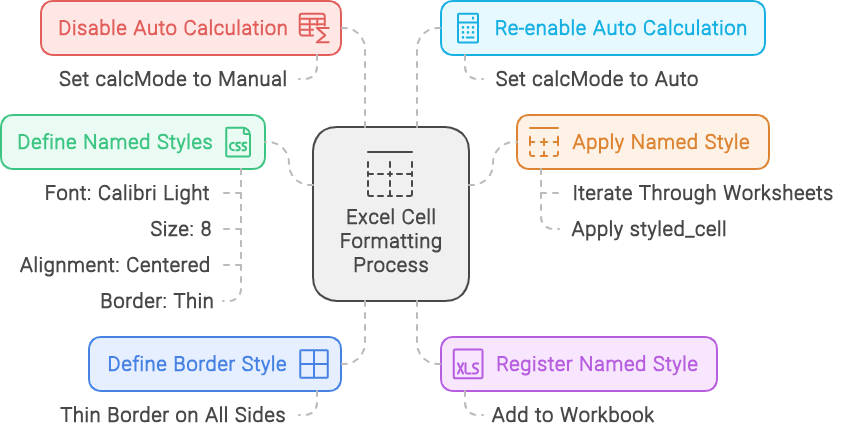 Disable Auto Calculation
Set calcMode to Manual
Re-enable Auto Calculation
Set calcMode to Auto
Define Named Styles
CSS
Font: Calibri Light
Size: 8
Alignment: Centered
Border: Thin
Excel Cell
Formatting
Process
Apply Named Style
Iterate Through Worksheets
Apply styled_cell
Define Border Style
Thin Border on All Sides
XLS
Register Named Style
Add to Workbook